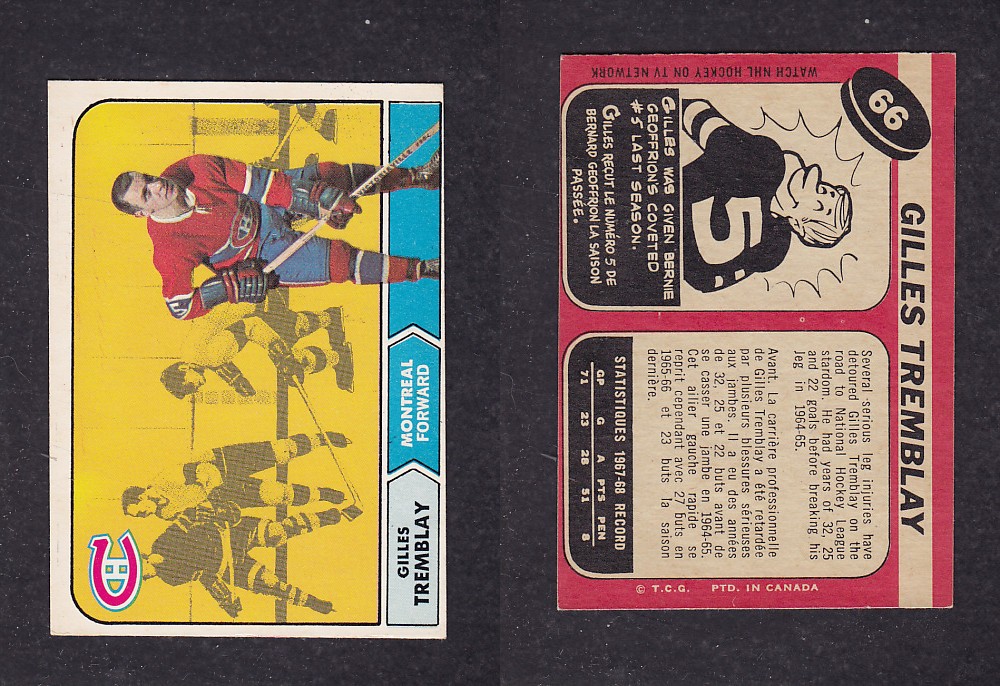 GILLES
TREMBLAY
MONTREAL
FORWARD
5
66
GILLES TREMBLAY
WATCH NHL HOCKEY ON TV NETWORK
GILLES WAS GIVEN BERNIE
GEOFFRION'S COVETED
#5 LAST SEASON.
GILLES REÇUT LE NUMÉRO 5 DE
BERNARD GEOFFRION LA SAISON
PASSÉE.
5
Several serious leg injuries have
detoured Gilles Tremblay on the
road to National Hockey League
stardom. He had years of 32, 25
and 22 goals before breaking his
leg in 1964-65.
Avant. La carrière professionnelle
de Gilles Tremblay a été retardée
par plusieurs blessures sérieuses
aux jambes. Il a eu des années
de 32, 25 et 22 buts avant de
se casser une jambe en 1964-65.
Cet ailier gauche rapide se
reprit cependant avec 27 buts en
1965-66 et 23 buts la saison
dernière.
STATISTIQUES 1967-68 RECORD
GP G A PTS PEN
71 23 28 51 8
© T.C.G. PTD. IN CANADA